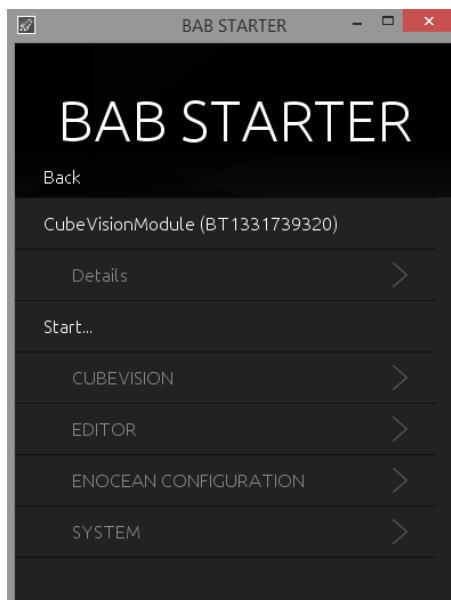 BAB STARTER
BAB STARTER
Back
CubeVisionModule (BT1331739320)
Details
Start...
CUBEVISION
EDITOR
ENOCEAN CONFIGURATION
SYSTEM